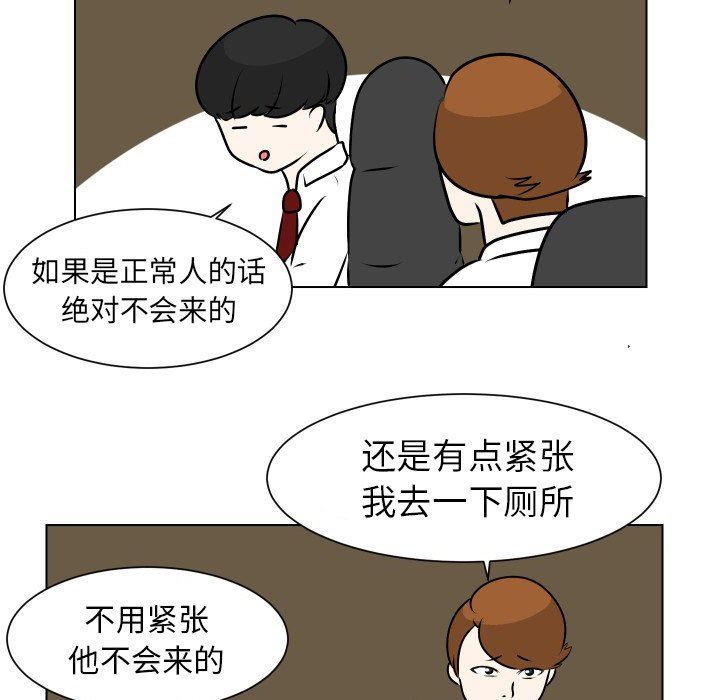 如果是正常人的话
绝对不会来的
还是有点紧张
我去一下厕所
不用紧张
他不会来的